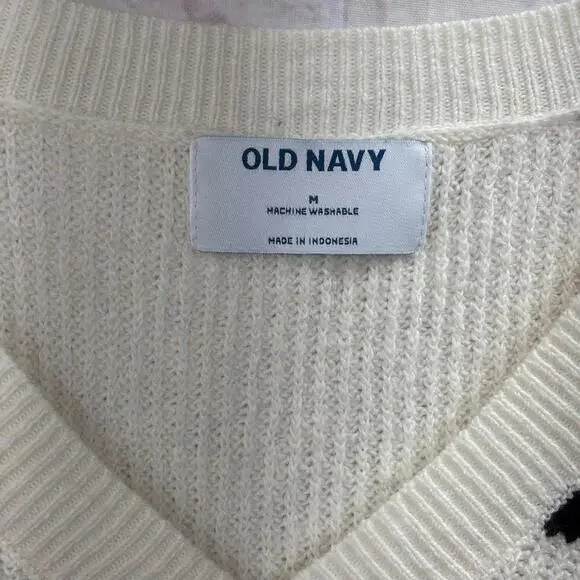 OLD NAVY
M
MACHINE WASHABLE
MADE IN INDONESIA